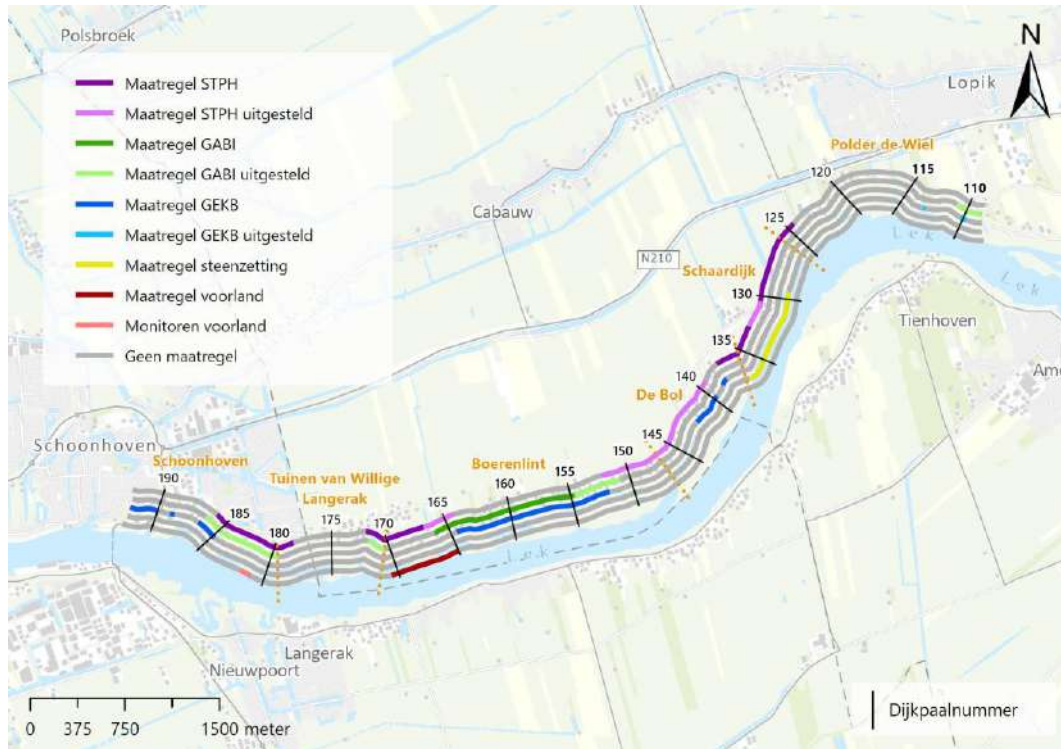 Polsbroek
N
Lopik
Maatregel STPH
Maatregel STPH uitgesteld
Maatregel GABI
Maatregel GABI uitgesteld
Maatregel GEKB
Maatregel GEKB uitgesteld
Maatregel steenzetting
Maatregel voorland
Monitoren voorland
Geen maatregel
Polder de Wiel
120
115
110
Cabauw
125
Lek
N210
Schaardijk
Lek
130
Tienhoven
135
Ame
140
De Bol
145
Schoonhoven
Schoonhoven
Boerenlint
150
Tuinen van Willige
Langerak
155
160
190
165
185
170
175
180
Lek
Langerak
Nieuwpoort
0 375 750 1500 meter
Dijkpaalnummer